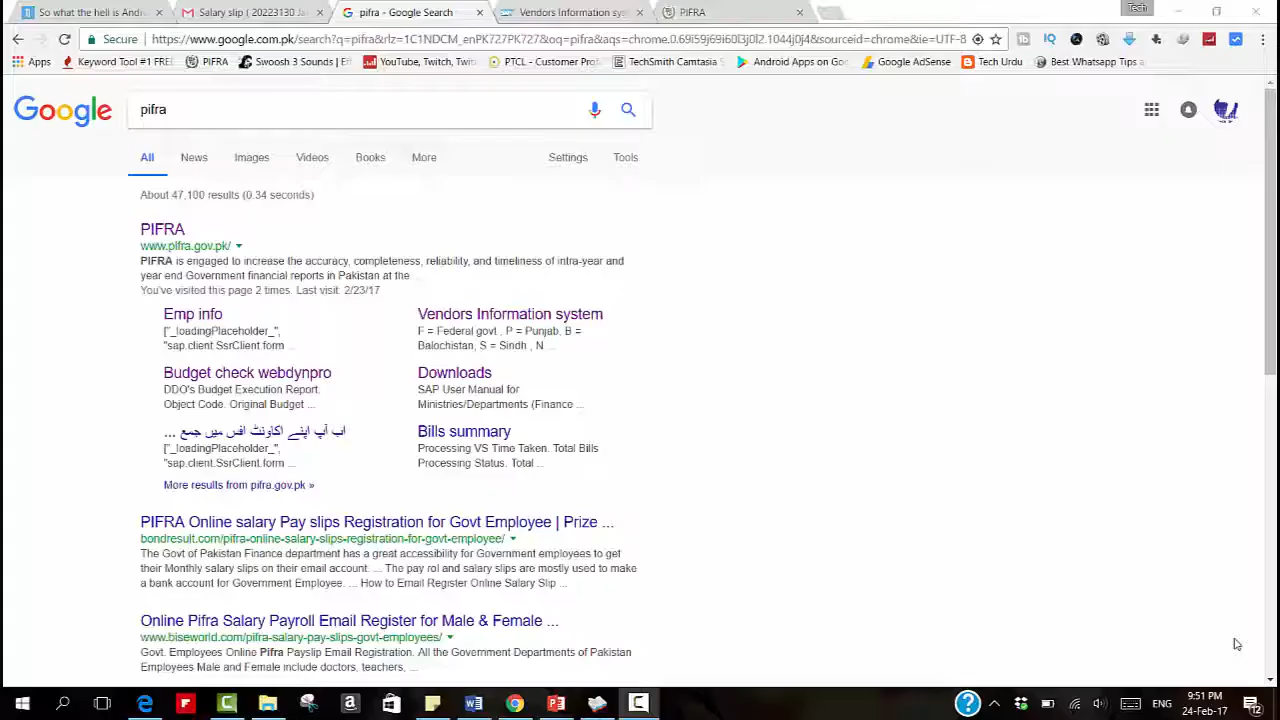 Tech
So what the heli is Andr
Salary slip ( 20223130 Ja
pifra - Google Search
Vendors Information sys
PIFRA
Secure
https://www.google.com.pk/search?q=pifra&rlz=1C1NDCM_enPK727PK727&oq=pifra&aqs=chrome.0.69i59j69i60l3j0l2.1044j0j4&sourceid=chrome&ie=UTF-8
Apps
Keyword Tool #1 FREE
PIFRA
Swoosh 3 Sounds | Ef
YouTube, Twitch, Twit
PTCL - Customer Prof
TechSmith Camtasia
Android Apps on Goo
Google AdSense
Tech Urdu
Best Whatsapp Tips a
Google
pifra
All News Images Videos Books More Settings Tools
About 47,100 results (0.34 seconds)
PIFRA
www.pifra.gov.pk/
PIFRA is engaged to increase the accuracy, completeness, reliability, and timeliness of intra-year and
year end Government financial reports in Pakistan at the ...
You've visited this page 2 times. Last visit: 2/23/17
Emp info
["_loadingPlaceholder_",
"sap.client.SsrClient.form ...
Vendors Information system
F = Federal govt , P = Punjab, B =
Balochistan, S = Sindh , N ...
Budget check webdynpro
DDO's Budget Execution Report.
Object Code. Original Budget ...
Downloads
SAP User Manual for
Ministries/Departments (Finance ...
اب آپ اپنے اکاونٹ افس میں جمع ...
["_loadingPlaceholder_",
"sap.client.SsrClient.form ...
Bills summary
Processing VS Time Taken. Total Bills
Processing Status. Total ...
More results from pifra.gov.pk »
PIFRA Online salary Pay slips Registration for Govt Employee | Prize ...
bondresult.com/pifra-online-salary-slips-registration-for-govt-employee/
The Govt of Pakistan Finance department has a great accessibility for Government employees to get
their Monthly salary slips on their email account. ... The pay rol and salary slips are mostly used to make
a bank account for Government Employee. ... How to Email Register Online Salary Slip ...
Online Pifra Salary Payroll Email Register for Male & Female ...
www.biseworld.com/pifra-salary-pay-slips-govt-employees/
Govt. Employees Online Pifra Payslip Email Registration. All the Government Departments of Pakistan
Employees Male and Female include doctors, teachers, ...
ENG
9:51 PM
24-Feb-17
12